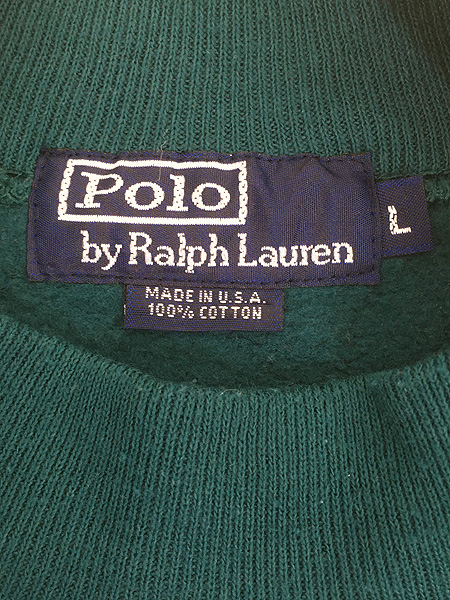 Polo
by Ralph Lauren
L
MADE IN U.S.A.
100% COTTON